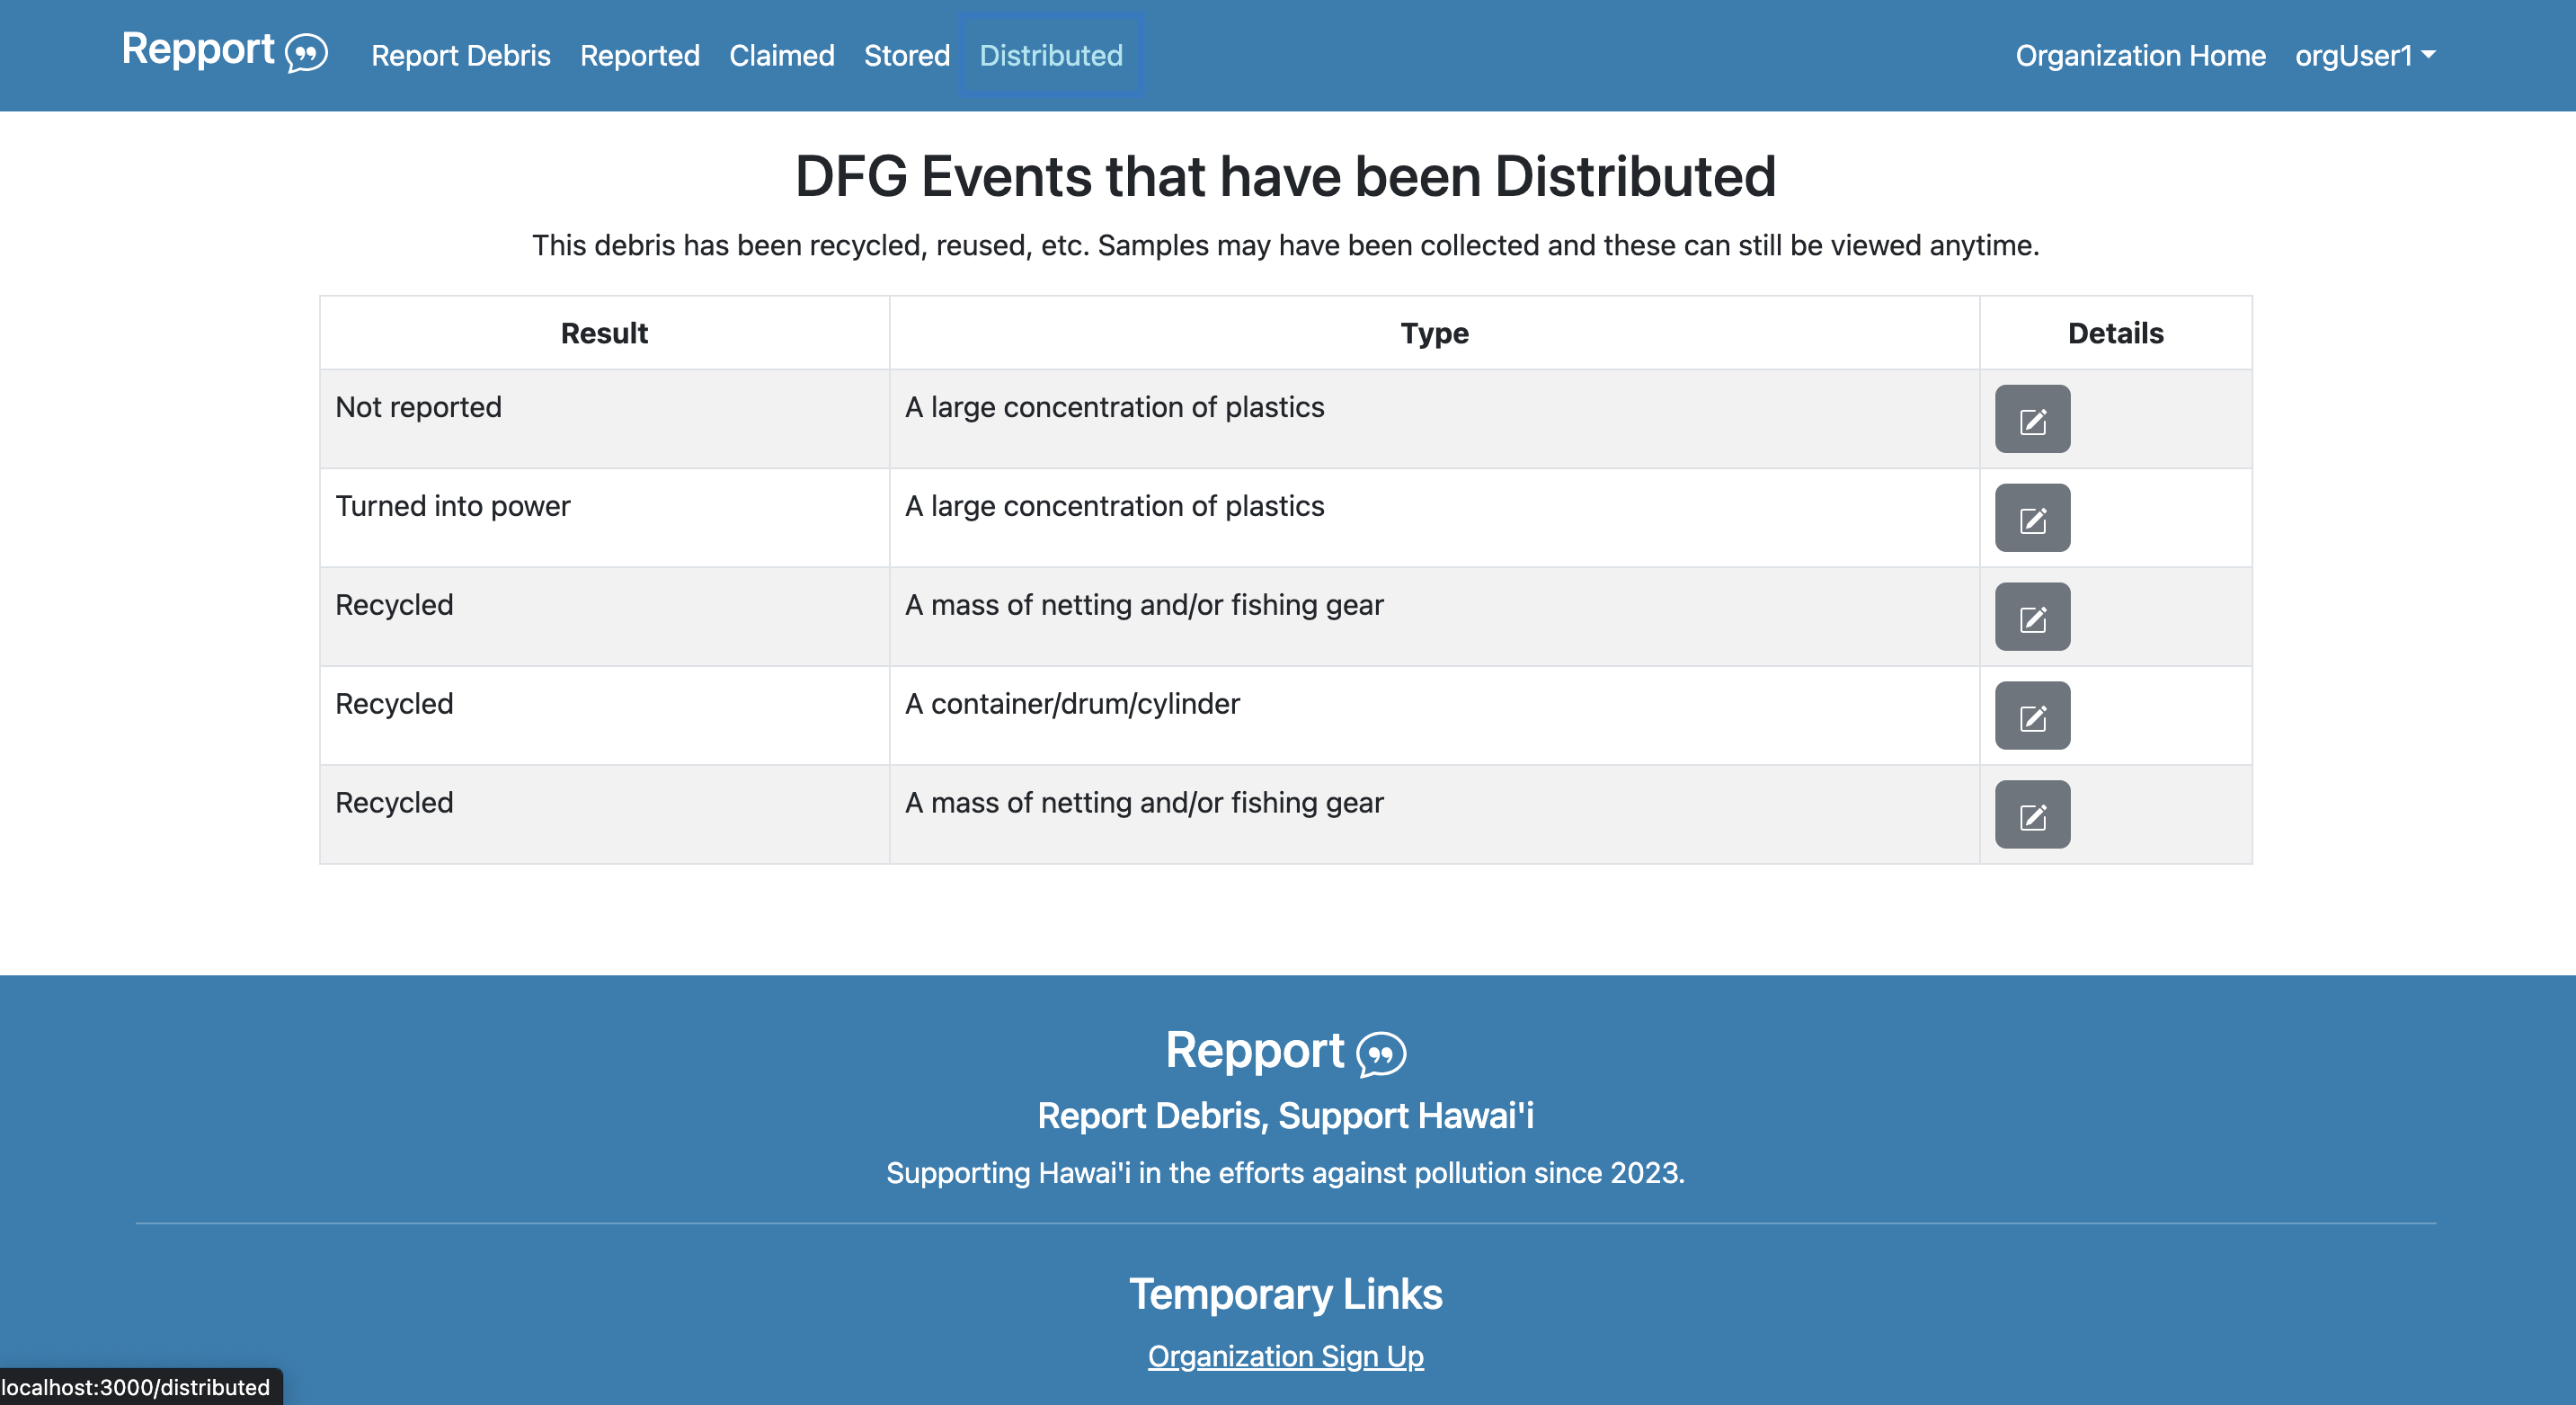 Repport
Report Debris Reported Claimed Stored Distributed Organization Home orgUser1
DFG Events that have been Distributed
This debris has been recycled, reused, etc. Samples may have been collected and these can still be viewed anytime.
Result Type Details
Not reported A large concentration of plastics
Turned into power A large concentration of plastics
Recycled A mass of netting and/or fishing gear
Recycled A container/drum/cylinder
Recycled A mass of netting and/or fishing gear
Repport
Report Debris, Support Hawai'i
Supporting Hawai'i in the efforts against pollution since 2023.
Temporary Links
Organization Sign Up
localhost:3000/distributed